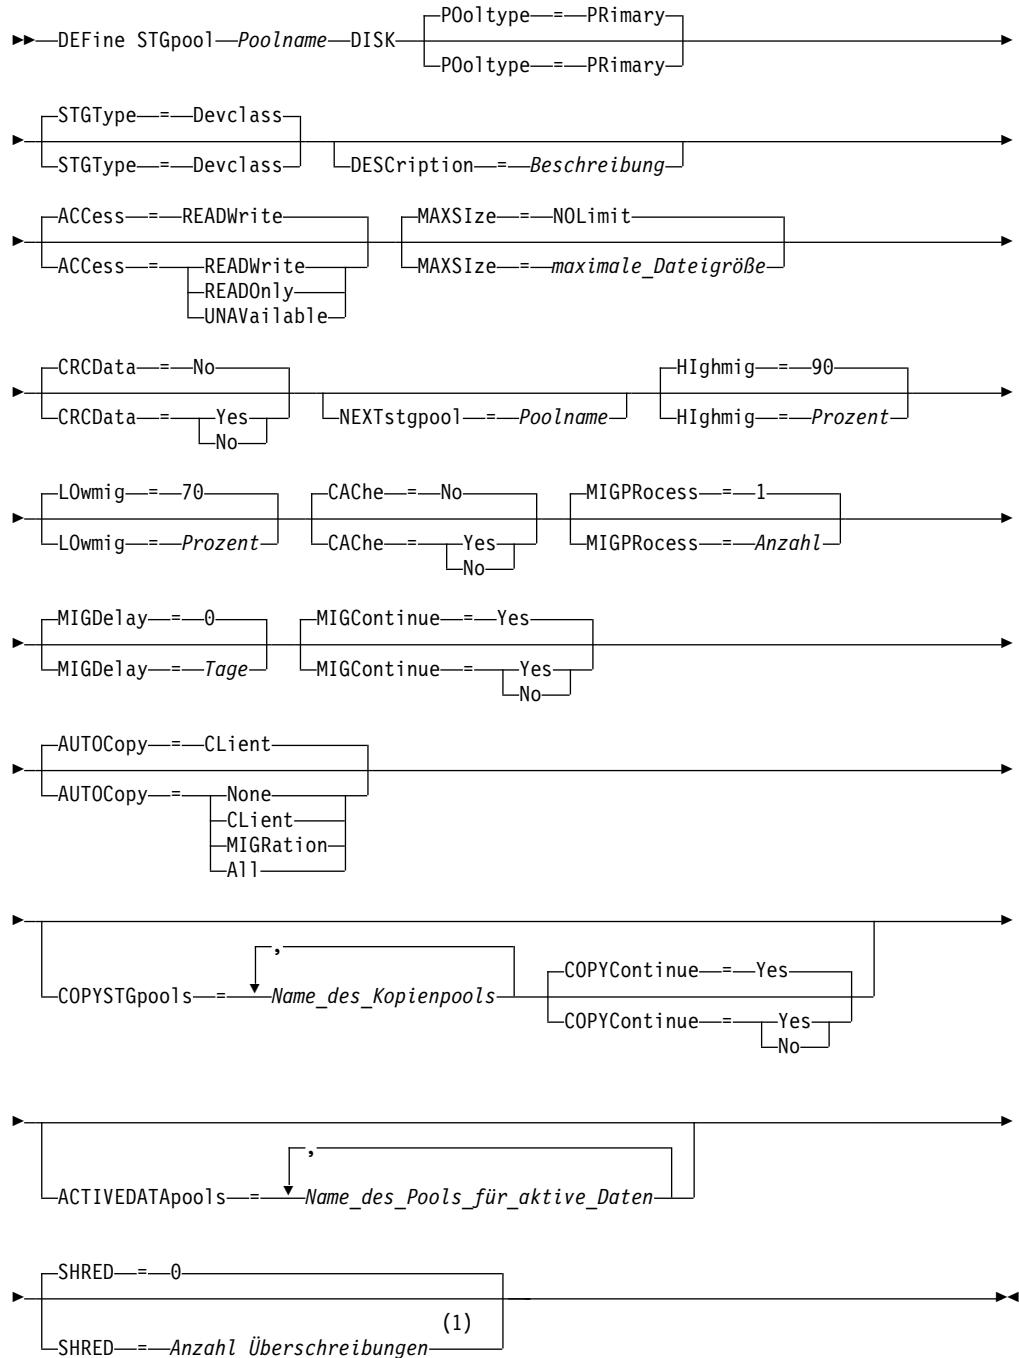 POoltype = PRimary
DEFine STGpool Poolname DISK
POoltype = PRimary
STGType = Devclass
STGType = Devclass
DESCription = Beschreibung
ACCess = READWrite
MAXSIze = NOLimit
ACCess = READWrite
MAXSIze = maximale_Dateigröße
READOnly
UNAVailable
CRCData = No
HIghmig = 90
CRCData = Yes
NEXTstgpool = Poolname
HIghmig = Prozent
No
LOwmig = 70
CAChe = No
MIGPRocess = 1
LOwmig = Prozent
CAChe = Yes
MIGPRocess = Anzahl
No
MIGDelay = 0
MIGContinue = Yes
MIGDelay = Tage
MIGContinue = Yes
No
AUTOCopy = CLient
AUTOCopy = None
CLient
MIGRation
All
,
COPYContinue = Yes
COPYSTGpools = Name_des_Kopienpools
COPYContinue = Yes
No
,
ACTIVEDATApools = Name_des_Pools_für_aktive_Daten
SHRED = 0
(1)
SHRED = Anzahl Überschreibungen